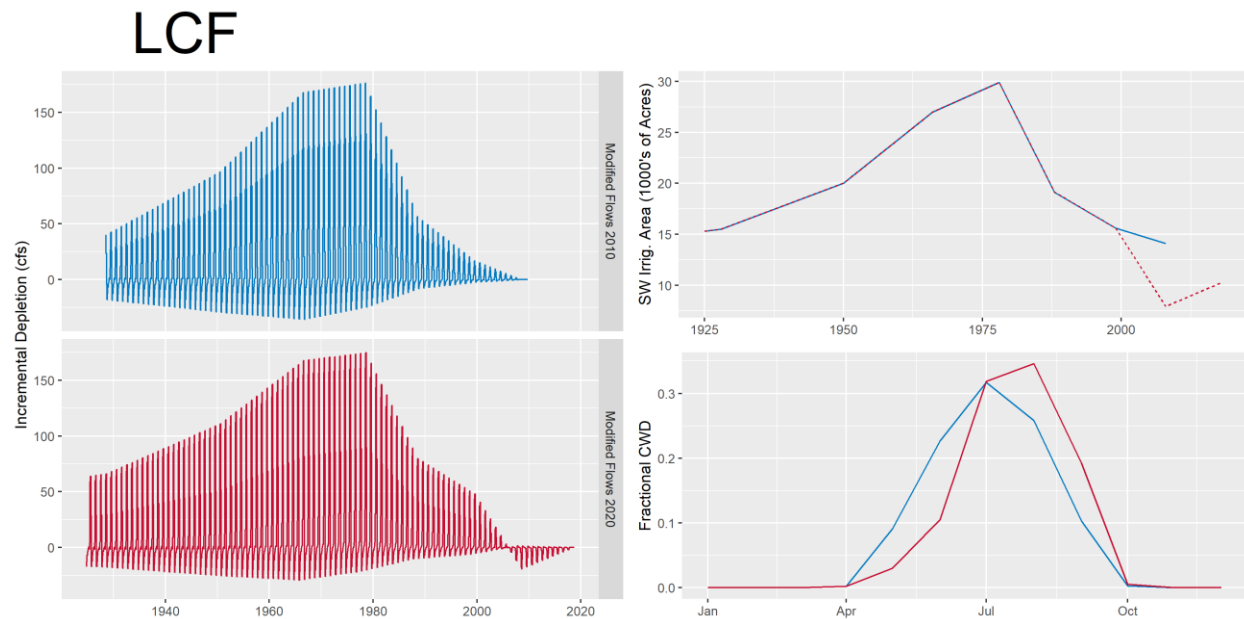 LCF
Incremental Depletion (cfs)
150
100
50
0
Modified Flows 2010
150
100
50
0
Modified Flows 2020
1940
1960
1980
2000
2020
SW Irrig. Area (1000's of Acres)
30
25
20
15
10
1925
1950
1975
2000
Fractional CWD
0.3
0.2
0.1
0.0
Jan
Apr
Jul
Oct